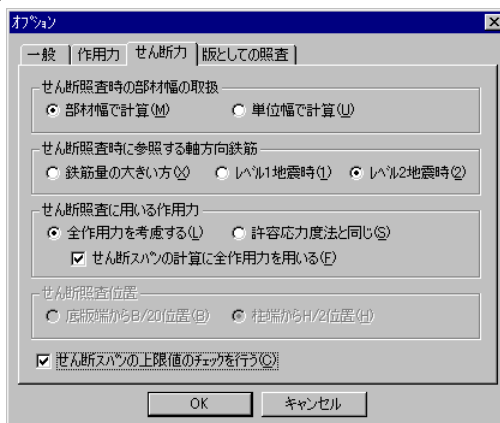 オプション
一般 作用力 せん断力 版としての照査
せん断照査時の部材幅の取扱
部材幅で計算(M) 単位幅で計算(U)
せん断照査時に参照する軸方向鉄筋
鉄筋量の大きい方(X) レベル1地震時(1) レベル2地震時(2)
せん断照査に用いる作用力
全作用力を考慮する(L) 許容応力度法と同じ(S)
せん断スパンの計算に全作用力を用いる(F)
せん断照査位置
底版端からB/20位置(B) 柱端からH/2位置(H)
せん断スパンの上限値のチェックを行う(C)
OK キャンセル